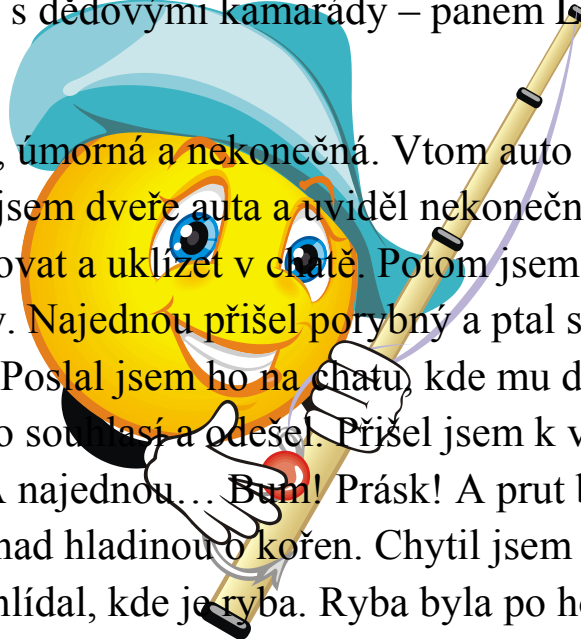 s dědovými kamarády – panem
, úmorná a nekonečná. Vtom auto
jsem dveře auta a uviděl nekonečn
ovat a uklízet v chatě. Potom jsem
. Najednou přišel porybný a ptal s
Poslal jsem ho na chatu, kde mu d
o souhlasí a odešel. Přišel jsem k v
A najednou… Bum! Prásk! A prut b
nad hladinou o kořen. Chytil jsem
hlídal, kde je ryba. Ryba byla po h